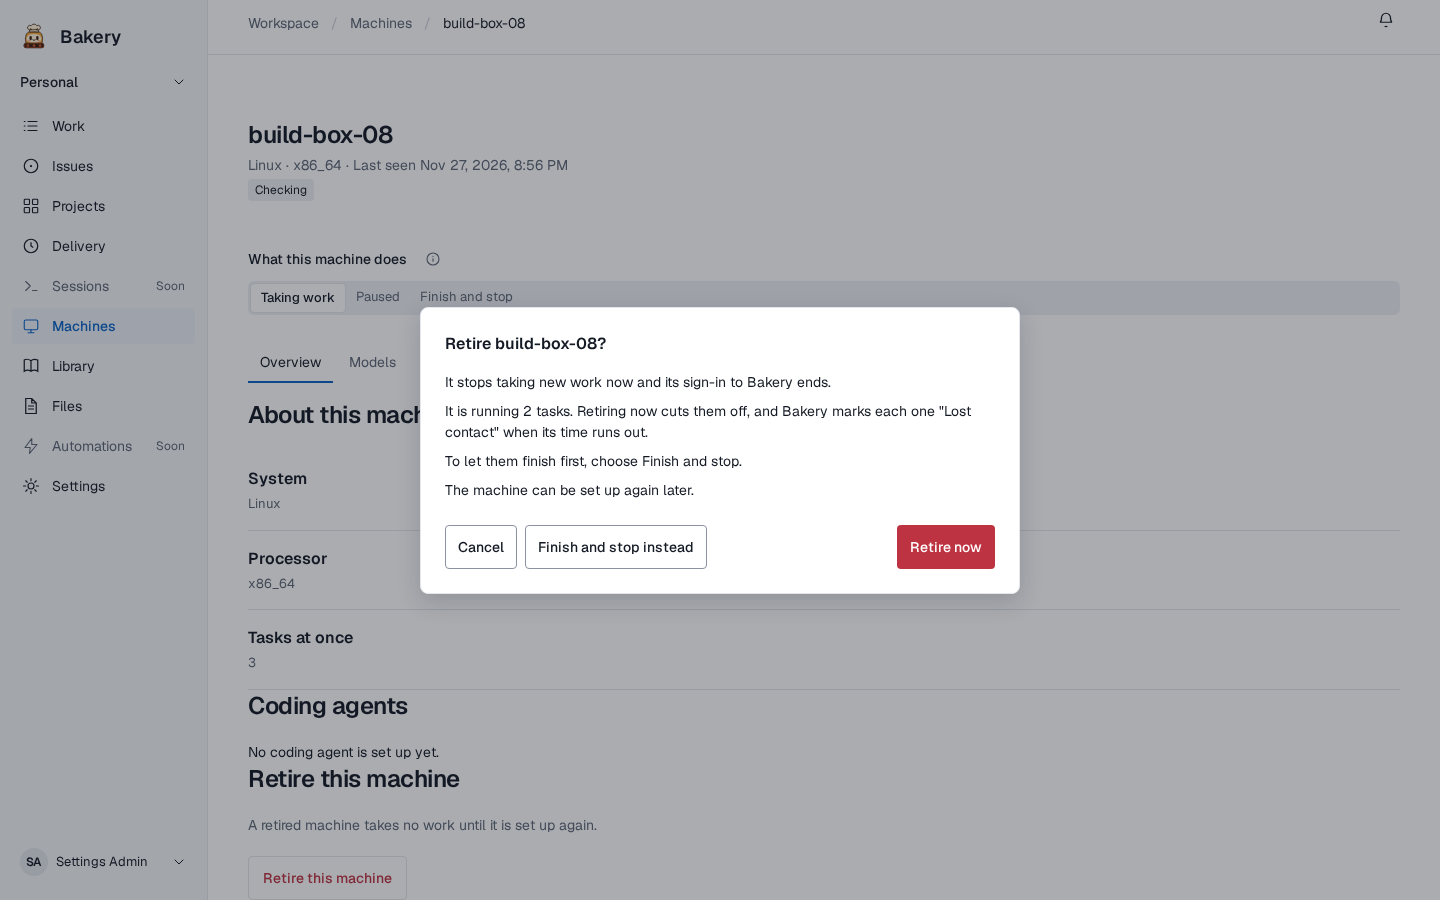 Bakery
Personal
Work
Issues
Projects
Delivery
Sessions Soon
Machines
Library
Files
Automations Soon
Settings
SA Settings Admin
Workspace / Machines / build-box-08
build-box-08
Linux · x86_64 · Last seen Nov 27, 2026, 8:56 PM
Checking
What this machine does
Taking work Paused Finish and stop
Overview Models
About this mach
System
Linux
Processor
x86_64
Tasks at once
3
Coding agents
No coding agent is set up yet.
Retire this machine
A retired machine takes no work until it is set up again.
Retire this machine
Retire build-box-08?
It stops taking new work now and its sign-in to Bakery ends.
It is running 2 tasks. Retiring now cuts them off, and Bakery marks each one "Lost
contact" when its time runs out.
To let them finish first, choose Finish and stop.
The machine can be set up again later.
Cancel Finish and stop instead Retire now